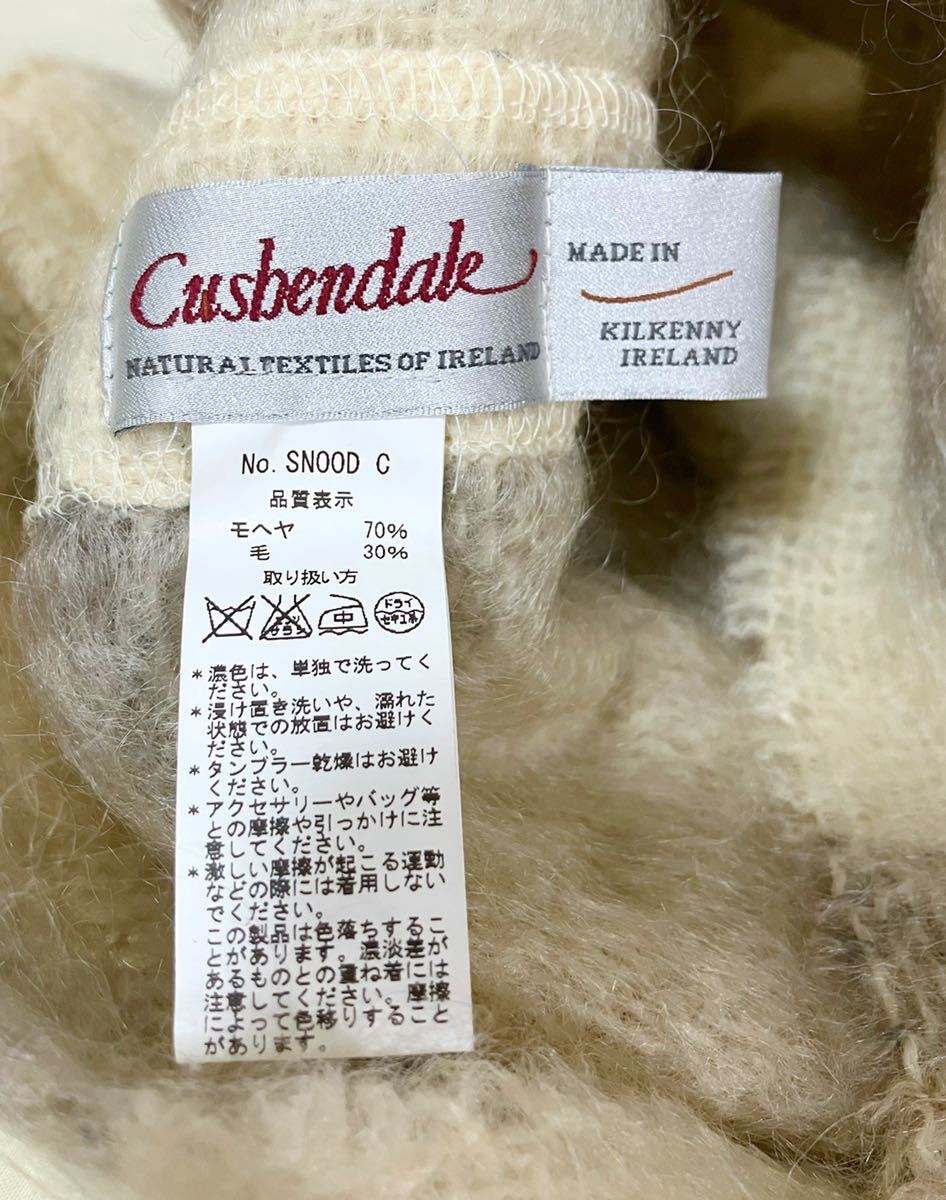 Cushendale
NATURAL TEXTILES OF IRELAND
MADE IN
KILKENNY
IRELAND
No. SNOOD C
品質表示
モヘヤ 70%
毛 30%
取り扱い方
エンソ
サラシ
中
ドライ
セキユ系
*濃色は、単独で洗ってく
ださい。
*浸け置き洗いや、濡れた
状態での放置はお避けく
ださい。
*タンブラー乾燥はお避け
ください。
*アクセサリーやバッグ等
との摩擦や引っかけに注
意してください。
*激しい摩擦が起こる運動
などの際には着用しない
でください。
この製品は色落ちするこ
とがあります。濃淡差が
あるものとの重ね着には
注意してください。摩擦
によって色移りすること
があります。